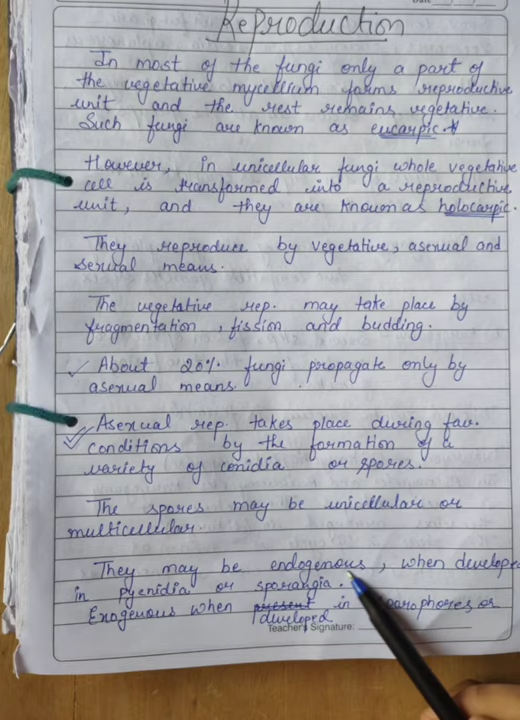 Reproduction
In most of the fungi only a part of
the vegetative mycellium forms reproductive
unit and the rest remains vegetative.
Such fungi are known as eucarpic.
However, in unicellular fungi whole vegetative
cell is transformed into a reproductive
unit, and they are known as holocarpic.
They reproduce by vegetative, asexual and
sexual means.
The vegetative rep. may take place by
fragmentation, fission and budding.
About 20% fungi propagate only by
asexual means.
Asexual rep. takes place during fav.
conditions by the formation of a
variety of conidia or spores.
The spores may be unicellular or
multicellular.
They may be endogenous, when develope
in pycnidia or sporangia.
Exogenous when present in or
developed
Teacher's Signature: